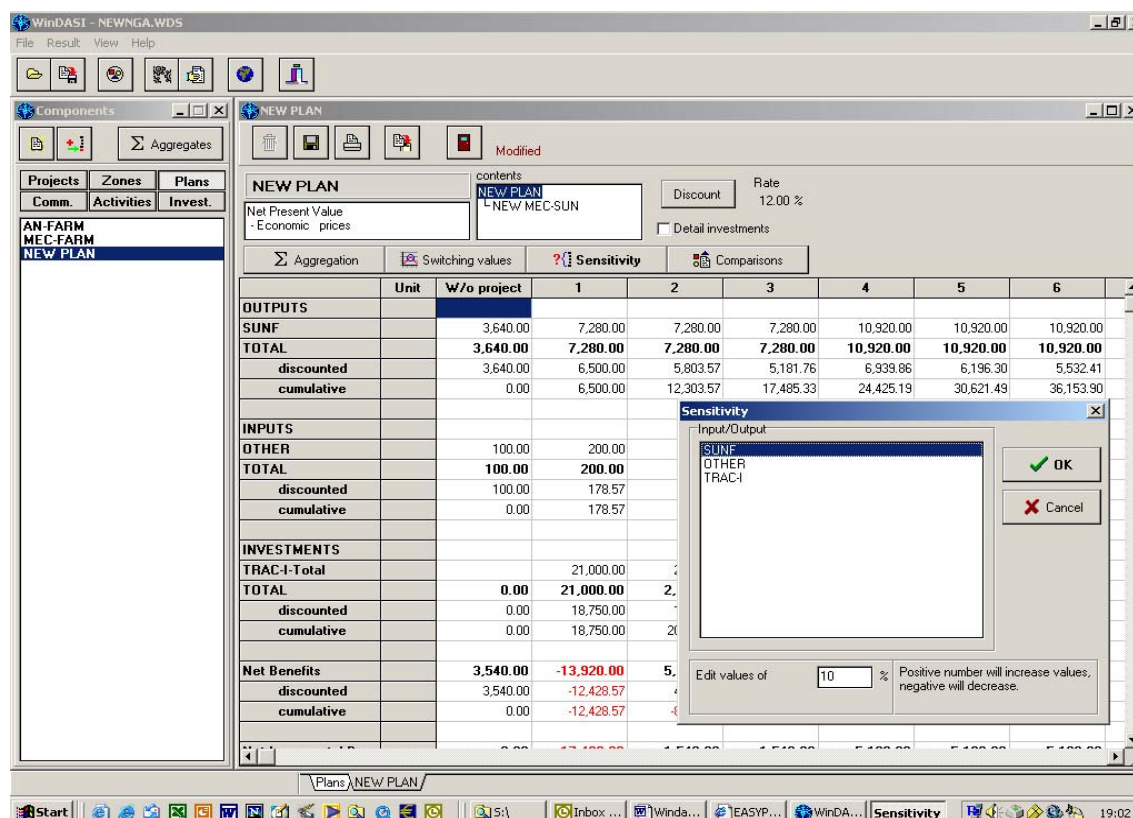 WinDASI - NEWNGA.WDS
File Result View Help
Components
Σ Aggregates
Projects Zones Plans
Comm. Activities Invest.
AN-FARM
MEC-FARM
NEW PLAN
NEW PLAN
Modified
NEW PLAN
Net Present Value
- Economic prices
contents
NEW PLAN
NEW MEC-SUN
Discount
Rate
12.00 %
Detail investments
Σ Aggregation Switching values ?{} Sensitivity Comparisons
Unit W/o project 1 2 3 4 5 6
OUTPUTS
SUNF 3,640.00 7,280.00 7,280.00 7,280.00 10,920.00 10,920.00 10,920.00
TOTAL 3,640.00 7,280.00 7,280.00 7,280.00 10,920.00 10,920.00 10,920.00
discounted 3,640.00 6,500.00 5,803.57 5,181.76 6,939.86 6,196.30 5,532.41
cumulative 0.00 6,500.00 12,303.57 17,485.33 24,425.19 30,621.49 36,153.90
INPUTS
OTHER 100.00 200.00
TOTAL 100.00 200.00
discounted 100.00 178.57
cumulative 0.00 178.57
INVESTMENTS
TRAC-I-Total 21,000.00
TOTAL 0.00 21,000.00 2,
discounted 0.00 18,750.00
cumulative 0.00 18,750.00 20
Net Benefits 3,540.00 -13,920.00 5,
discounted 3,540.00 -12,428.57
cumulative 0.00 -12,428.57
Sensitivity
Input/Output
SUNF
OTHER
TRAC-I
OK
Cancel
Edit values of 10 %
Positive number will increase values,
negative will decrease.
Plans NEW PLAN
Start S:\ Inbox ... Winda... EASYP... WinDA... Sensitivity 19:02